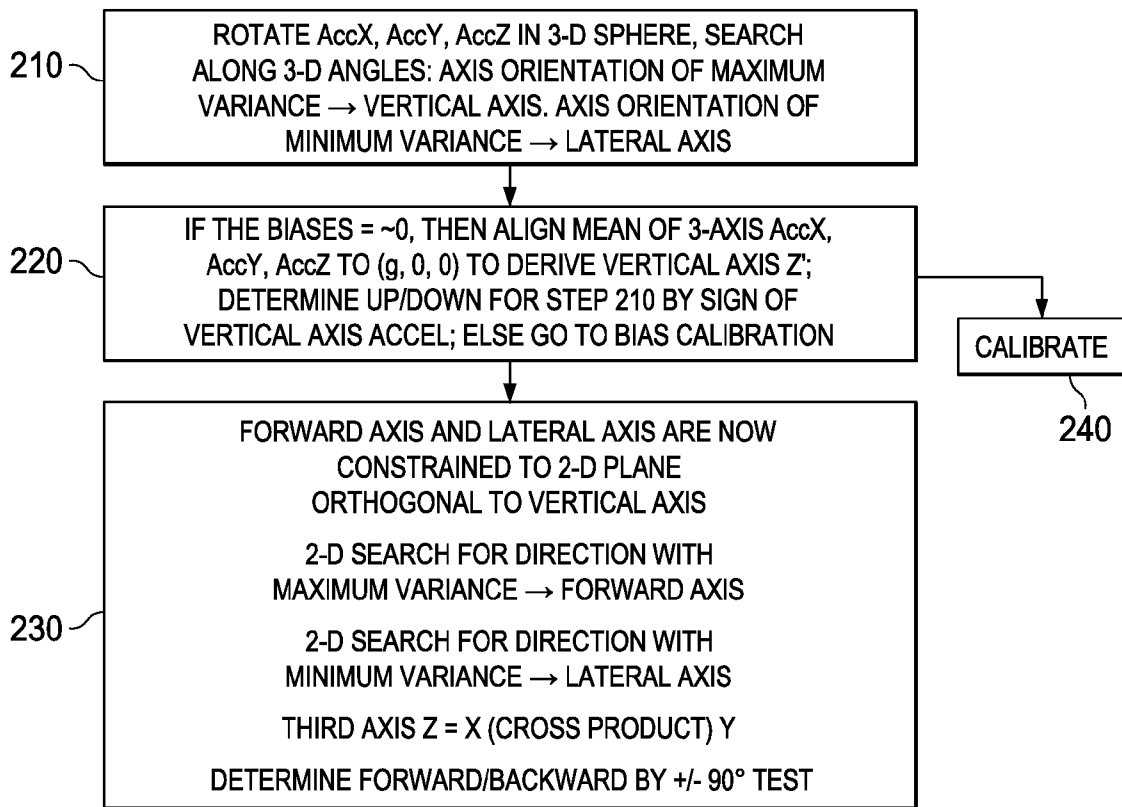 210
ROTATE AccX, AccY, AccZ IN 3-D SPHERE, SEARCH
ALONG 3-D ANGLES: AXIS ORIENTATION OF MAXIMUM
VARIANCE → VERTICAL AXIS. AXIS ORIENTATION OF
MINIMUM VARIANCE → LATERAL AXIS
220
IF THE BIASES = ~0, THEN ALIGN MEAN OF 3-AXIS AccX,
AccY, AccZ TO (g, 0, 0) TO DERIVE VERTICAL AXIS Z';
DETERMINE UP/DOWN FOR STEP 210 BY SIGN OF
VERTICAL AXIS ACCEL; ELSE GO TO BIAS CALIBRATION
CALIBRATE
240
230
FORWARD AXIS AND LATERAL AXIS ARE NOW
CONSTRAINED TO 2-D PLANE
ORTHOGONAL TO VERTICAL AXIS
2-D SEARCH FOR DIRECTION WITH
MAXIMUM VARIANCE → FORWARD AXIS
2-D SEARCH FOR DIRECTION WITH
MINIMUM VARIANCE → LATERAL AXIS
THIRD AXIS Z = X (CROSS PRODUCT) Y
DETERMINE FORWARD/BACKWARD BY +/- 90° TEST